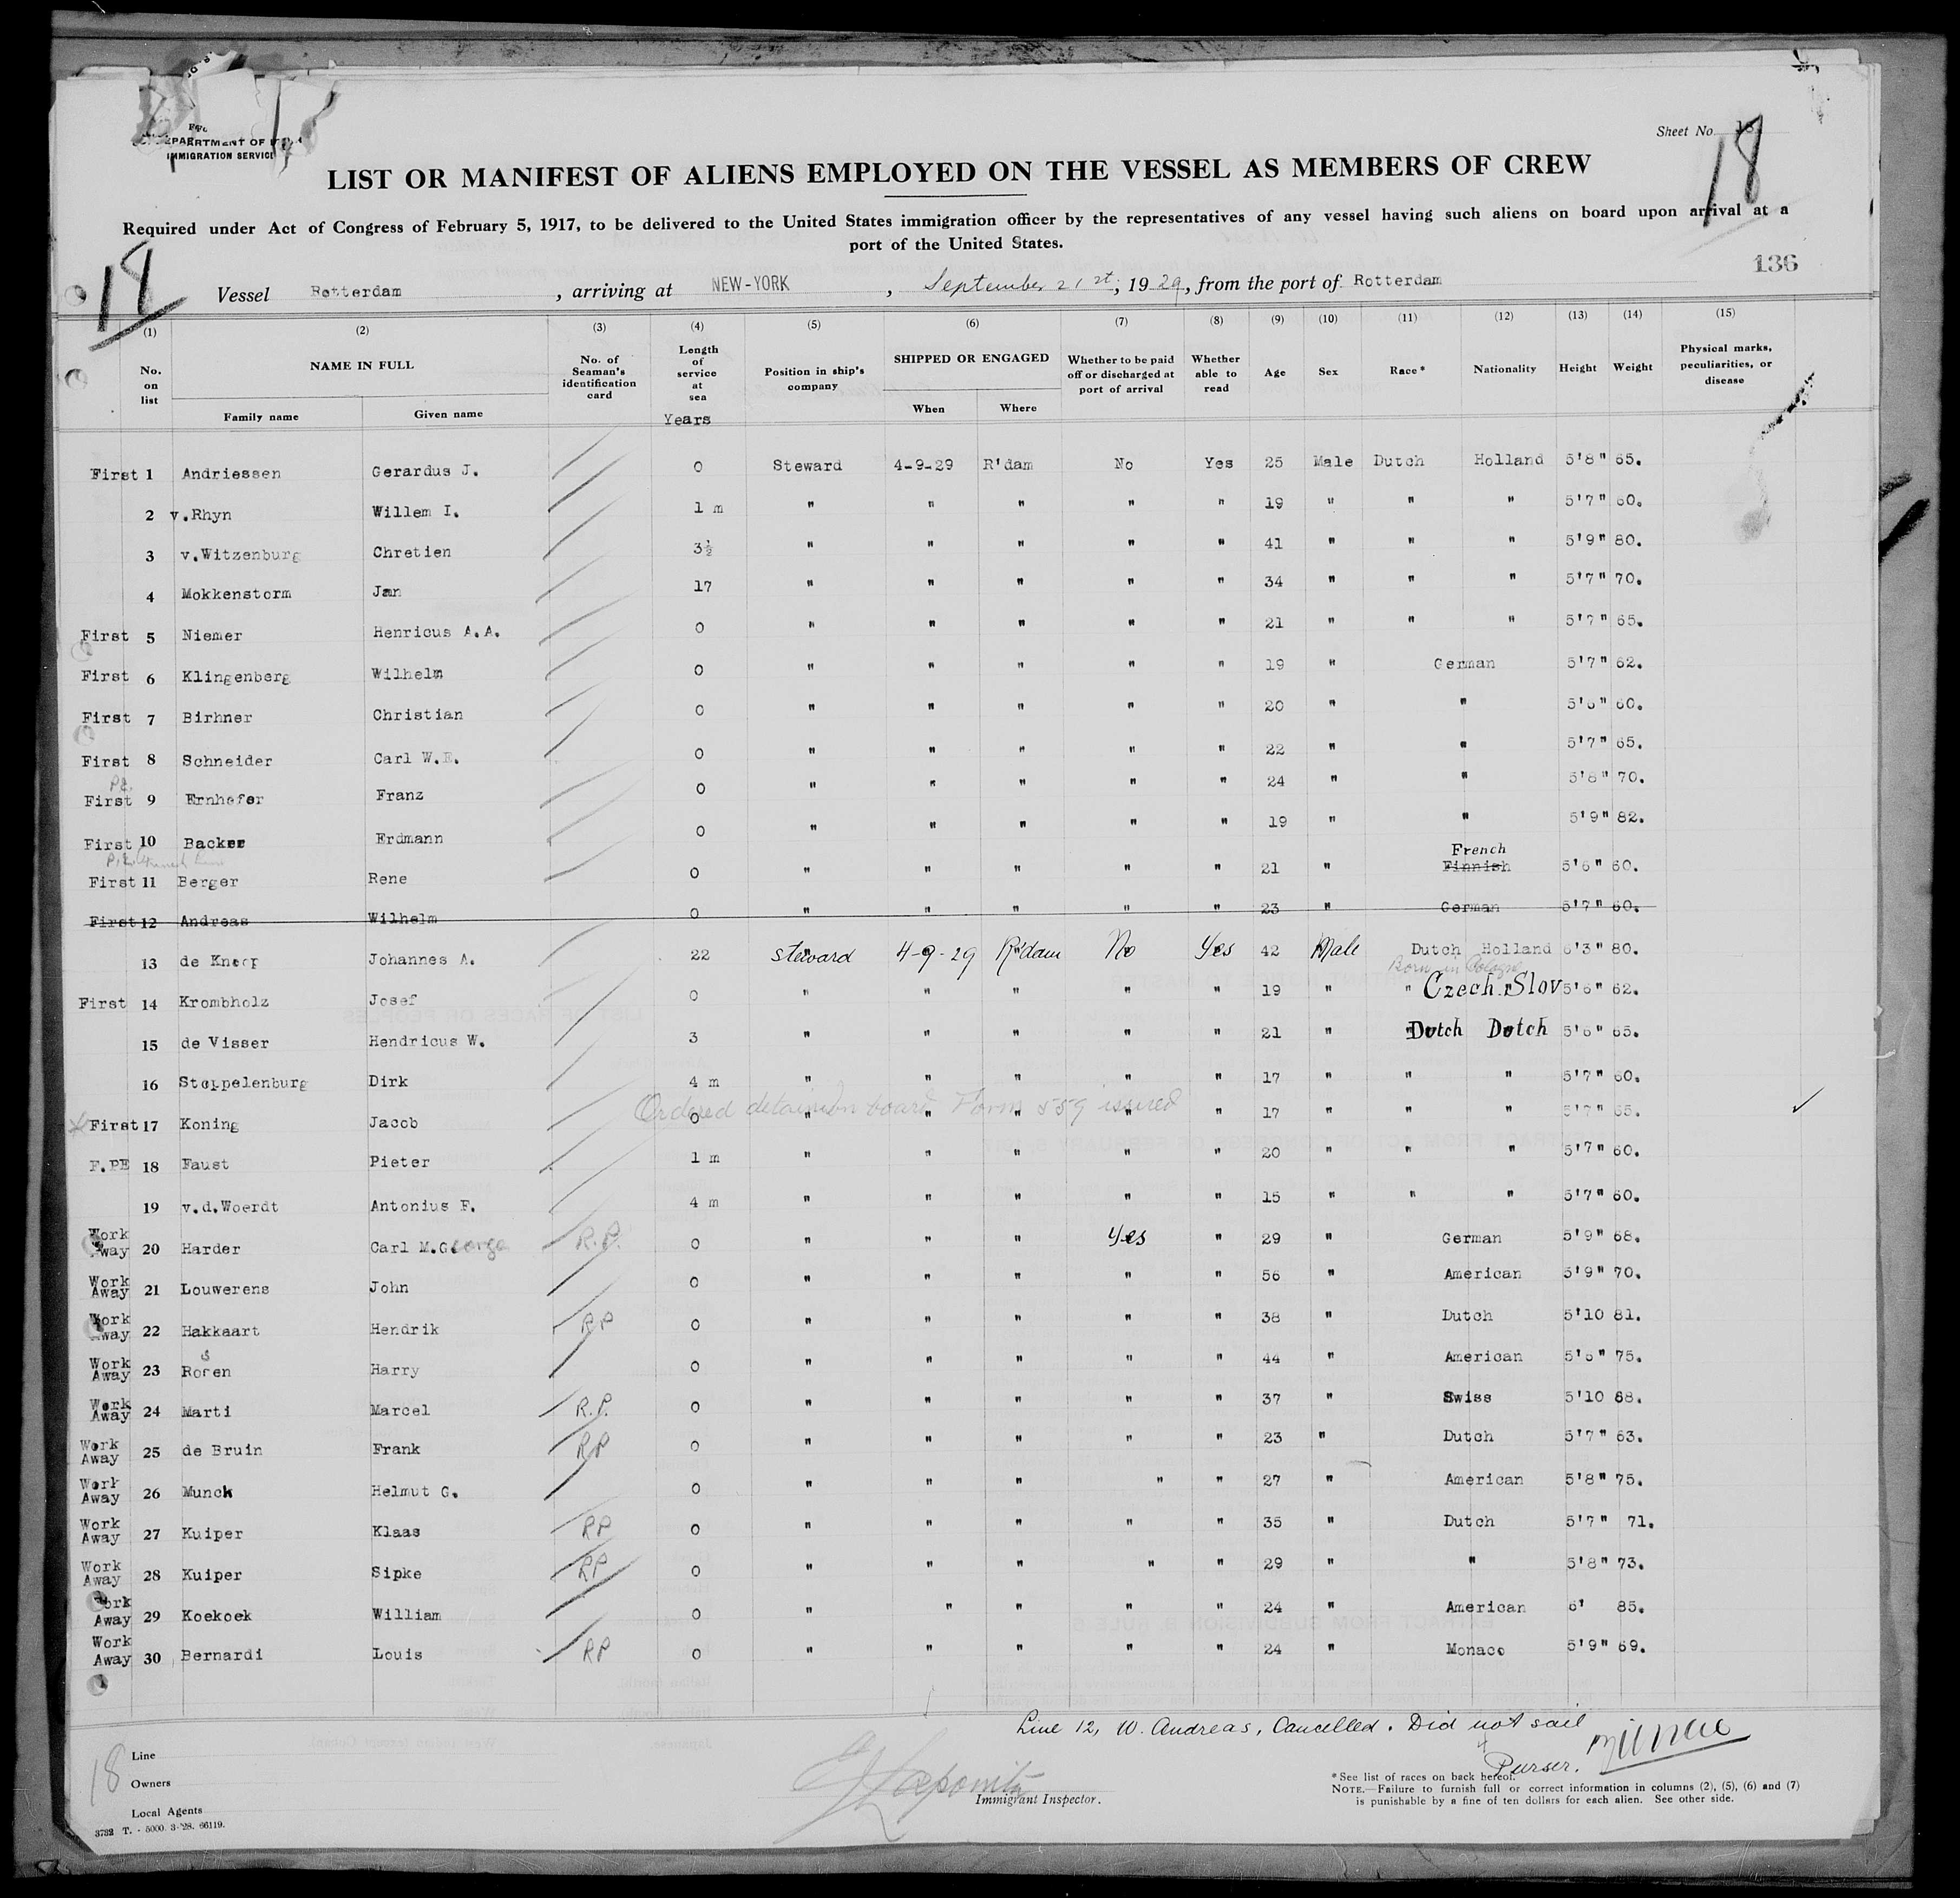 DEPARTMENT OF
IMMIGRATION SERVICE
Sheet No. 18
18
LIST OR MANIFEST OF ALIENS EMPLOYED ON THE VESSEL AS MEMBERS OF CREW
Required under Act of Congress of February 5, 1917, to be delivered to the United States immigration officer by the representatives of any vessel having such aliens on board upon arrival at a
port of the United States.
136
18
Vessel Rotterdam, arriving at NEW-YORK, September 21st, 1929, from the port of Rotterdam
(1) (2) (3) (4) (5) (6) (7) (8) (9) (10) (11) (12) (13) (14) (15)
No. on list NAME IN FULL No. of Seaman's identification card Length of service at sea Position in ship's company SHIPPED OR ENGAGED Whether to be paid off or discharged at port of arrival Whether able to read Age Sex Race* Nationality Height Weight Physical marks, peculiarities, or disease
Family name Given name Years When Where
First 1 Andriessen Gerardus J. 0 Steward 4-9-29 R'dam No Yes 25 Male Dutch Holland 5'8" 65.
2 v.Rhyn Willem I. 1 m " " " " " 19 " " " 5'7" 60.
3 v.Witzenburg Chretien 3½ " " " " " 41 " " " 5'9" 80.
4 Mokkenstorm Jan 17 " " " " " 34 " " " 5'7" 70.
First 5 Niemer Henricus A.A. 0 " " " " " 21 " " " 5'7" 65.
First 6 Klingenberg Wilhelm 0 " " " " " 19 " German 5'7" 62.
First 7 Birhner Christian 0 " " " " " 20 " " 5'6" 60.
First 8 Schneider Carl W.E. 0 " " " " " 22 " " 5'7" 65.
First 9 Ernhofer Franz 0 " " " " " 24 " " 5'8" 70.
First 10 Backer Erdmann 0 " " " " " 19 " " 5'9" 82.
French
First 11 Berger Rene 0 " " " " " 21 " Finnish 5'6" 60.
First 12 Andreas Wilhelm 0 " " " " " 23 " German 5'7" 60.
13 de Knoop Johannes A. 22 steward 4-9-29 R'dam No Yes 42 Male Dutch Holland 6'3" 80.
Born in Cologne
First 14 Krombholz Josef 0 " " " " " 19 " " Czech.Slov 5'6" 62.
15 de Visser Hendricus W. 3 " " " " " 21 " Dutch Dutch 5'6" 65.
16 Stoppelenburg Dirk 4 m " " " " " 17 " " " 5'7" 60.
Ordered detained on board Form 559 issued
First 17 Koning Jacob 0 " " " " " 17 " " " 5'7" 65.
F.PE 18 Faust Pieter 1 m " " " " " 20 " " " 5'7" 60.
19 v.d.Woerdt Antonius F. 4 m " " " " " 15 " " " 5'7" 60.
Work Away 20 Harder Carl M.George R.P. 0 " " " Yes " 29 " German 5'9" 68.
Work Away 21 Louwerens John 0 " " " " " 56 " American 5'9" 70.
Work Away 22 Hakkaart Hendrik RP 0 " " " " " 38 " Dutch 5'10 81.
Work Away 23 Rosen Harry 0 " " " " " 44 " American 5'6" 75.
Work Away 24 Marti Marcel R.P. 0 " " " " " 37 " Swiss 5'10 68.
Work Away 25 de Bruin Frank RP 0 " " " " " 23 " Dutch 5'7" 63.
Work Away 26 Munck Helmut G. 0 " " " " " 27 " American 5'8" 75.
Work Away 27 Kuiper Klaas RP 0 " " " " " 35 " Dutch 5'7" 71.
Work Away 28 Kuiper Sipke RP 0 " " " " " 29 " " 5'8" 73.
Work Away 29 Koekoek William 0 " " " " " 24 " American 6' 85.
Work Away 30 Bernardi Louis RP 0 " " " " " 24 " Monaco 5'9" 69.
Line 12, W. Andreas, Cancelled. Did not sail
Purser.
18
Line
Owners
Local Agents
Immigrant Inspector.
*See list of races on back hereof.
NOTE.—Failure to furnish full or correct information in columns (2), (5), (6) and (7)
is punishable by a fine of ten dollars for each alien. See other side.
3732 T. - 5000. 3-'28. 66119.